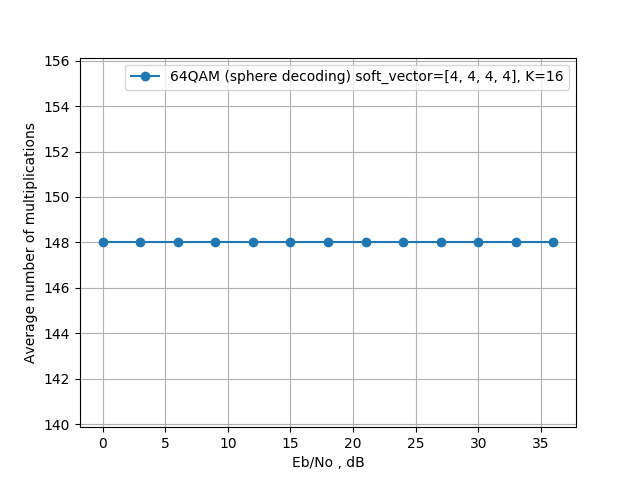 156
154
152
150
148
146
144
142
140
Average number of multiplications
64QAM (sphere decoding) soft_vector=[4, 4, 4, 4], K=16
0 5 10 15 20 25 30 35
Eb/No , dB